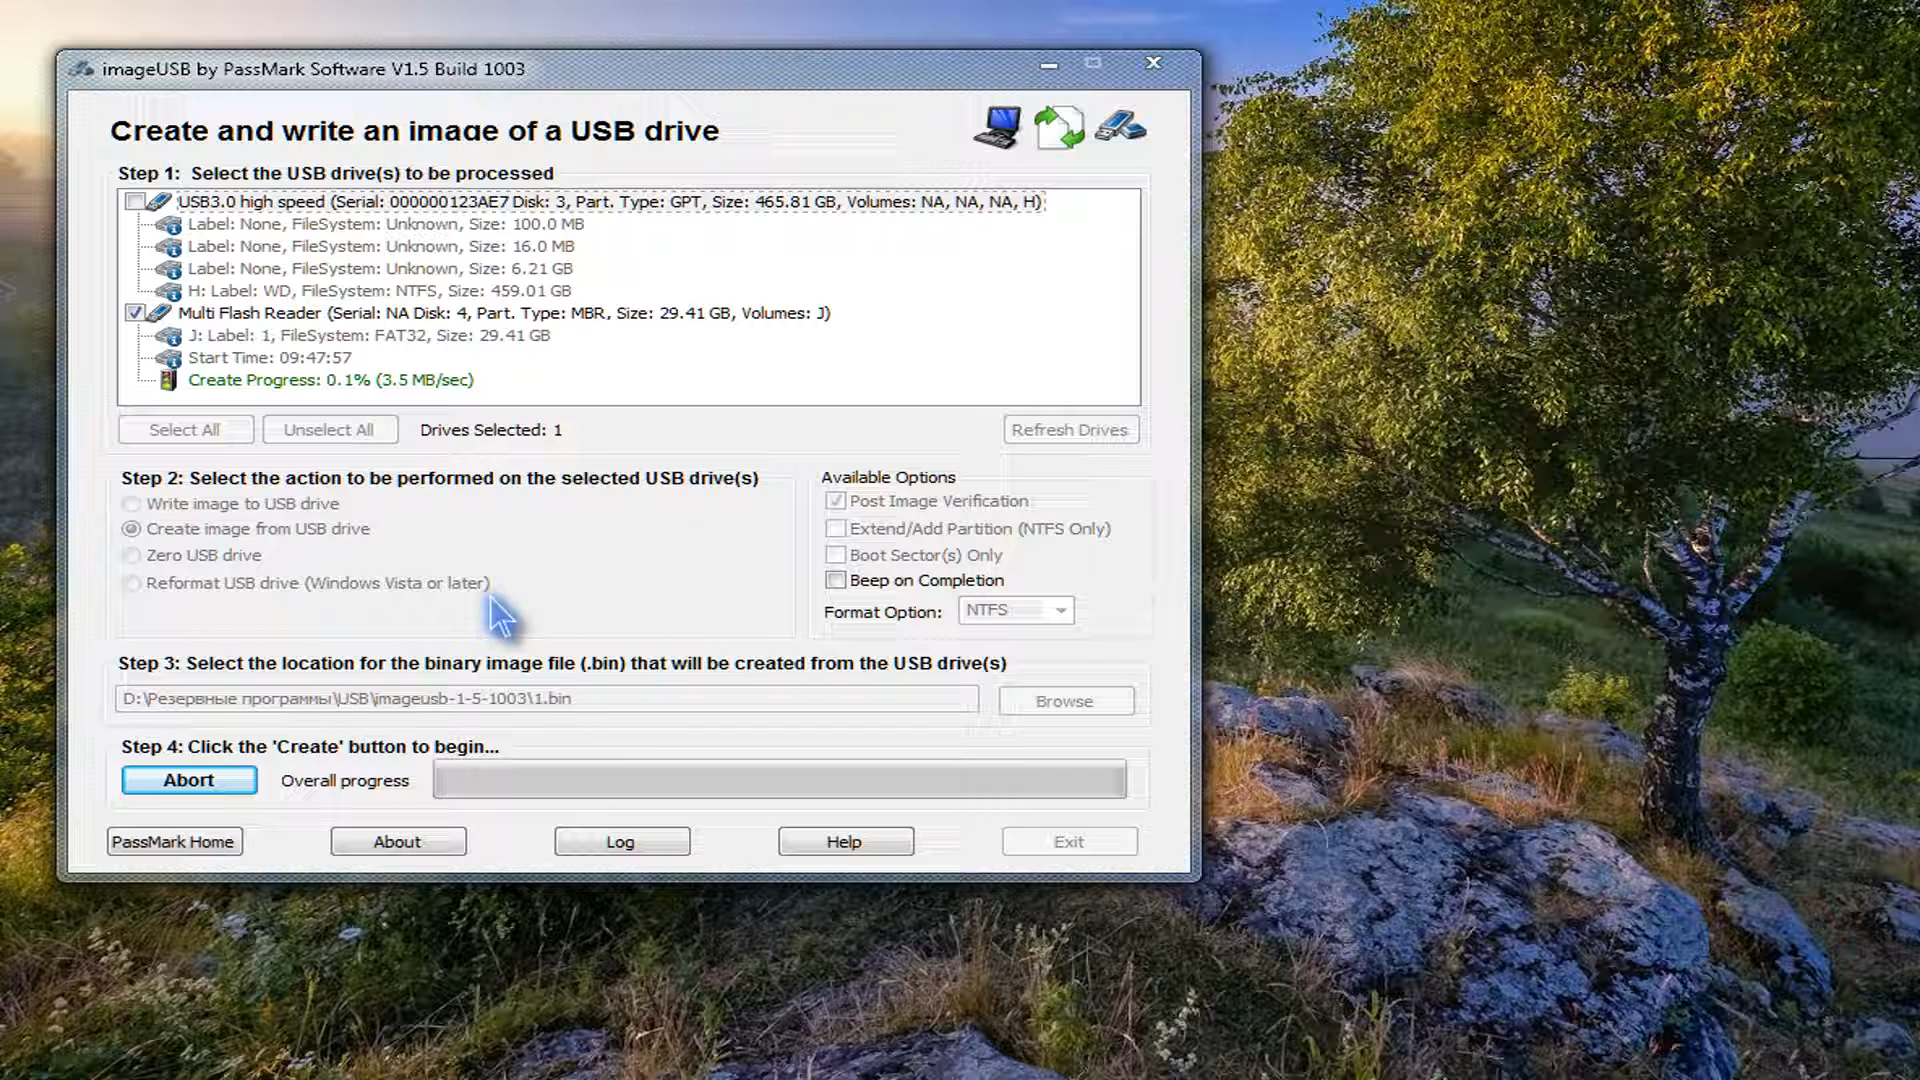 imageUSB by PassMark Software V1.5 Build 1003
Create and write an image of a USB drive
Step 1:  Select the USB drive(s) to be processed
USB3.0 high speed (Serial: 000000123AE7 Disk: 3, Part. Type: GPT, Size: 465.81 GB, Volumes: NA, NA, NA, H)
Label: None, FileSystem: Unknown, Size: 100.0 MB
Label: None, FileSystem: Unknown, Size: 16.0 MB
Label: None, FileSystem: Unknown, Size: 6.21 GB
H: Label: WD, FileSystem: NTFS, Size: 459.01 GB
Multi Flash Reader (Serial: NA Disk: 4, Part. Type: MBR, Size: 29.41 GB, Volumes: J)
J: Label: 1, FileSystem: FAT32, Size: 29.41 GB
Start Time: 09:47:57
Create Progress: 0.1% (3.5 MB/sec)
Select All
Unselect All
Drives Selected: 1
Refresh Drives
Step 2: Select the action to be performed on the selected USB drive(s)
Write image to USB drive
Create image from USB drive
Zero USB drive
Reformat USB drive (Windows Vista or later)
Available Options
Post Image Verification
Extend/Add Partition (NTFS Only)
Boot Sector(s) Only
Beep on Completion
Format Option:
NTFS
Step 3: Select the location for the binary image file (.bin) that will be created from the USB drive(s)
D:\Резервные программы\USB\imageusb-1-5-1003\1.bin
Browse
Step 4: Click the 'Create' button to begin...
Abort
Overall progress
PassMark Home
About
Log
Help
Exit